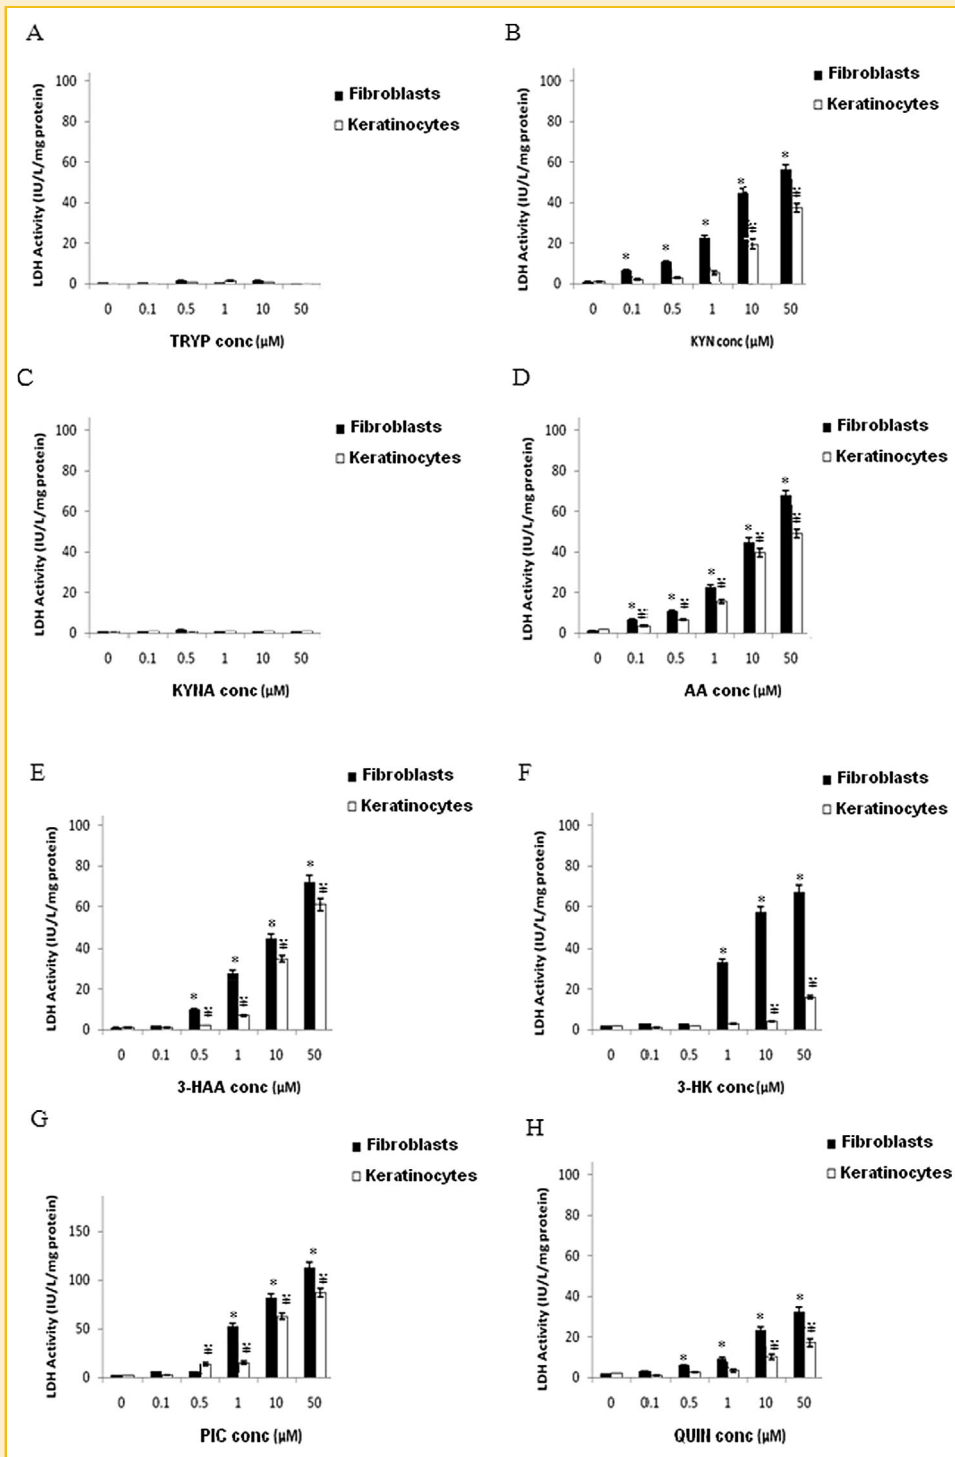 A
LDH Activity (IU/L/mg protein)
100
80
60
40
20
0
Fibroblasts
Keratinocytes
0 0.1 0.5 1 10 50
TRYP conc (µM)
B
LDH Activity (IU/L/mg protein)
100
80
60
40
20
0
Fibroblasts
Keratinocytes
* * * * *
0 0.1 0.5 1 10 50
KYN conc (µM)
C
LDH Activity (IU/L/mg protein)
100
80
60
40
20
0
Fibroblasts
Keratinocytes
0 0.1 0.5 1 10 50
KYNA conc (µM)
D
LDH Activity (IU/L/mg protein)
100
80
60
40
20
0
Fibroblasts
Keratinocytes
* * * * *
0 0.1 0.5 1 10 50
AA conc (µM)
E
LDH Activity (IU/L/mg protein)
100
80
60
40
20
0
Fibroblasts
Keratinocytes
* * * *
0 0.1 0.5 1 10 50
3-HAA conc (µM)
F
LDH Activity (IU/L/mg protein)
100
80
60
40
20
0
Fibroblasts
Keratinocytes
* * *
0 0.1 0.5 1 10 50
3-HK conc(µM)
G
LDH Activity (IU/L/mg protein)
150
100
50
0
Fibroblasts
Keratinocytes
* * *
0 0.1 0.5 1 10 50
PIC conc (µM)
H
LDH Activity (IU/L/mg protein)
100
80
60
40
20
0
Fibroblasts
Keratinocytes
* * * *
0 0.1 0.5 1 10 50
QUIN conc (µM)